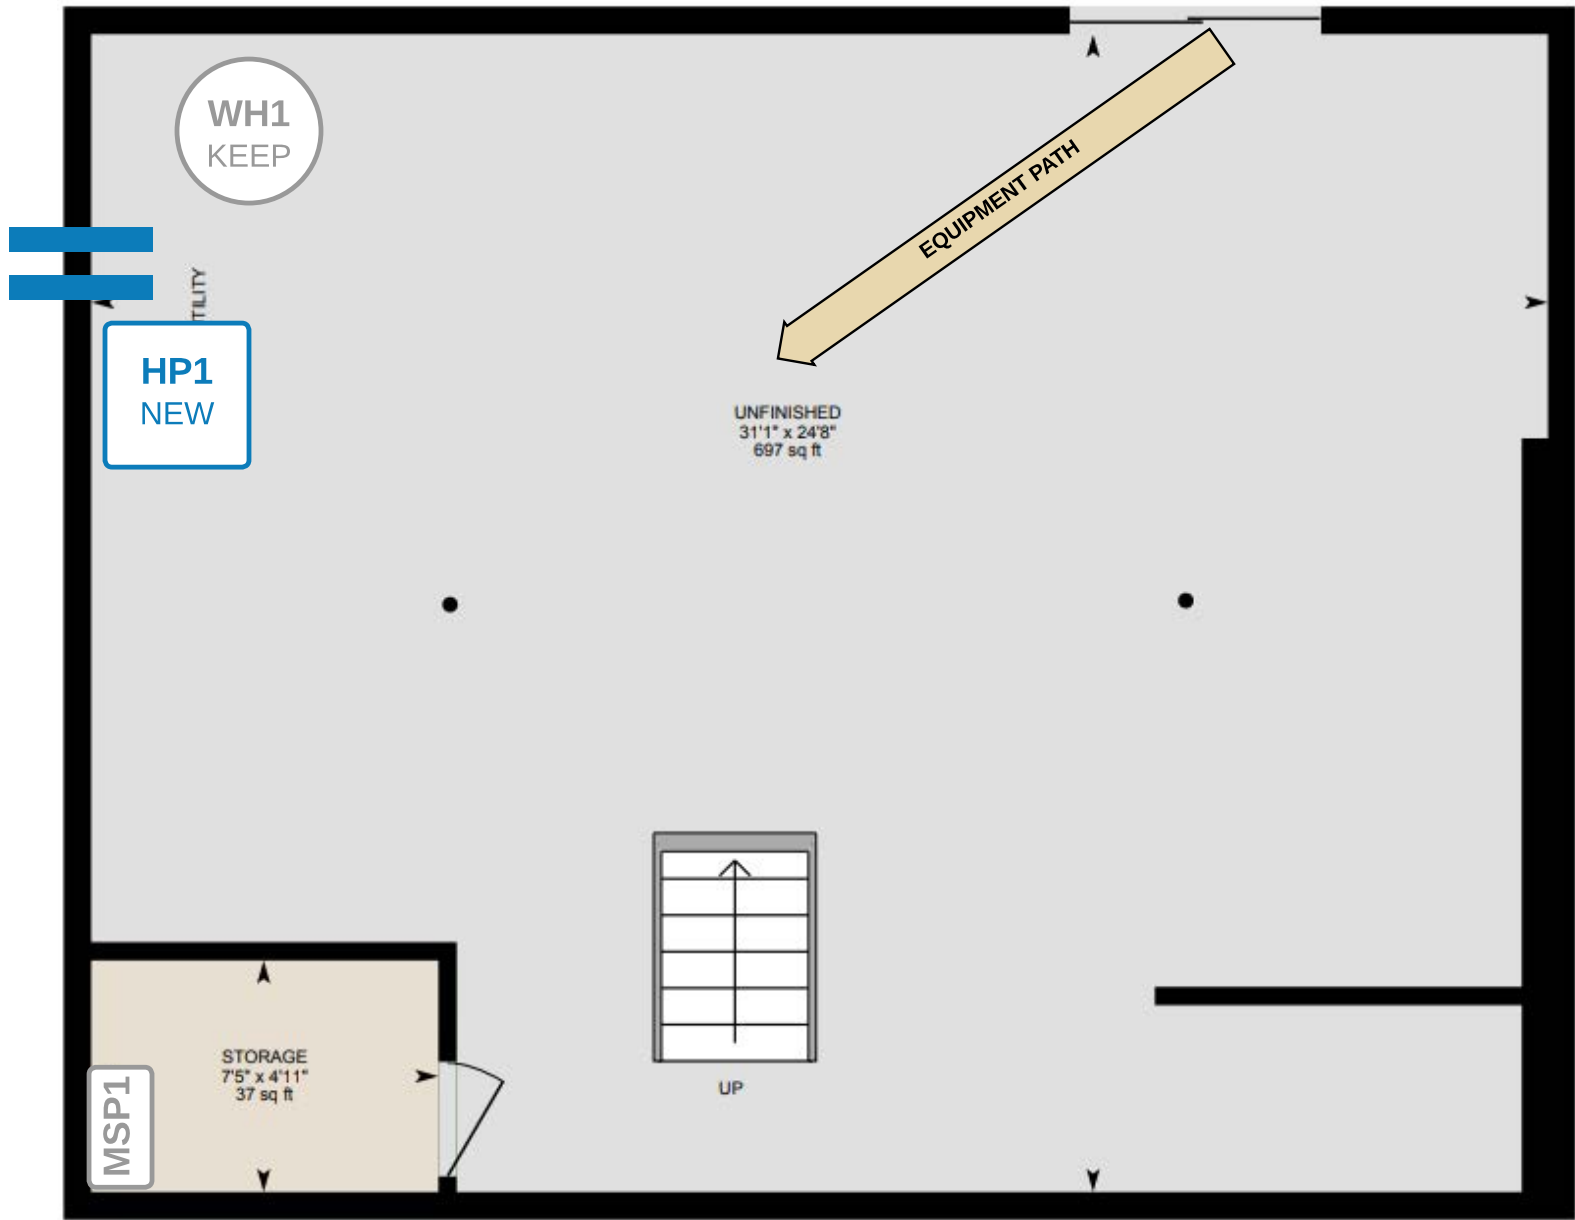 WH1
KEEP
EQUIPMENT PATH
TILITY
HP1
NEW
UNFINISHED
31'1" x 24'8"
697 sq ft
STORAGE
7'5" x 4'11"
37 sq ft
MSP1
UP